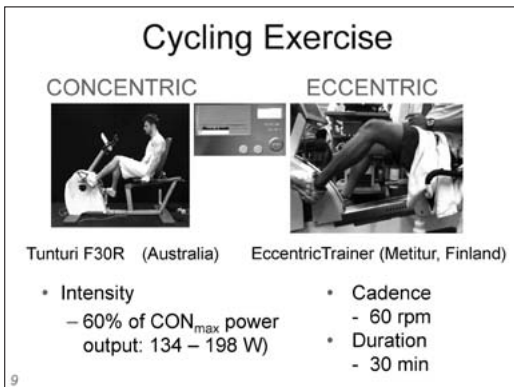 Cycling Exercise
CONCENTRIC
ECCENTRIC
Tunturi F30R (Australia)
EccentricTrainer (Metitur, Finland)
• Intensity
– 60% of CONmax power
output: 134 – 198 W)
• Cadence
- 60 rpm
• Duration
- 30 min
9